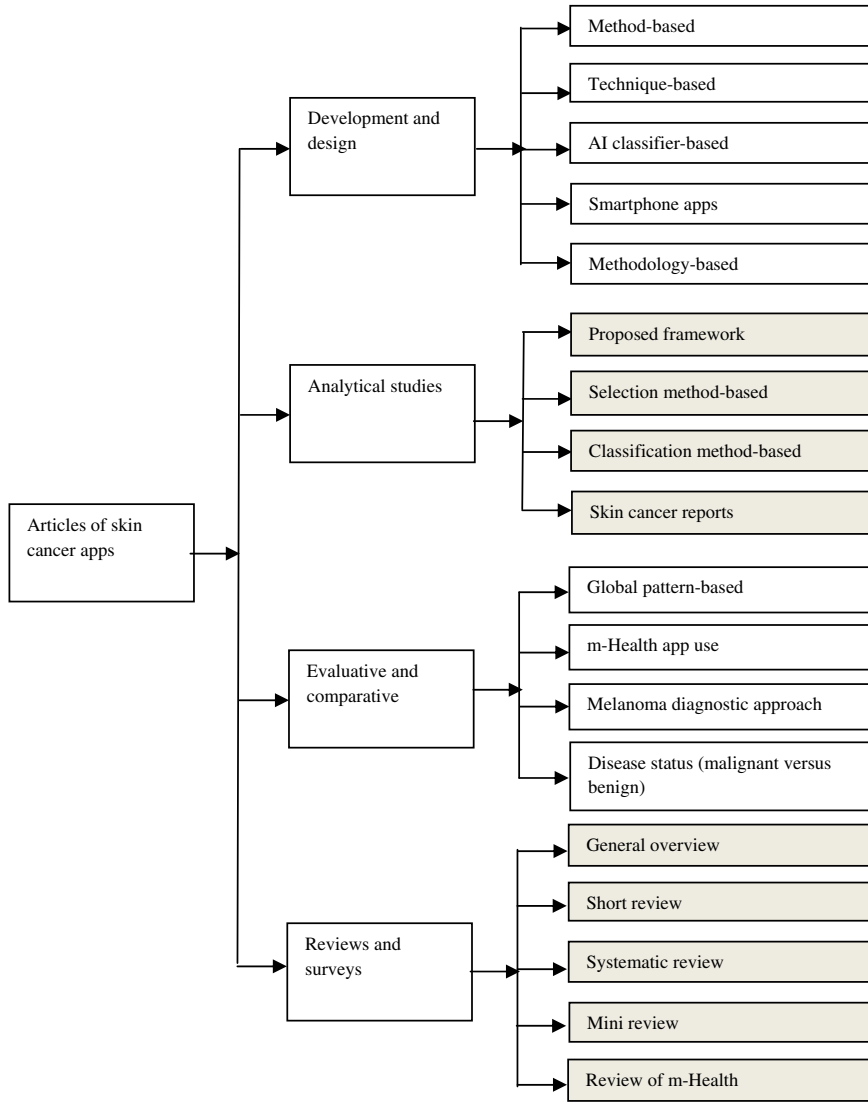 Articles of skin
cancer apps
Development and
design
Method-based
Technique-based
AI classifier-based
Smartphone apps
Methodology-based
Analytical studies
Proposed framework
Selection method-based
Classification method-based
Skin cancer reports
Evaluative and
comparative
Global pattern-based
m-Health app use
Melanoma diagnostic approach
Disease status (malignant versus
benign)
Reviews and
surveys
General overview
Short review
Systematic review
Mini review
Review of m-Health